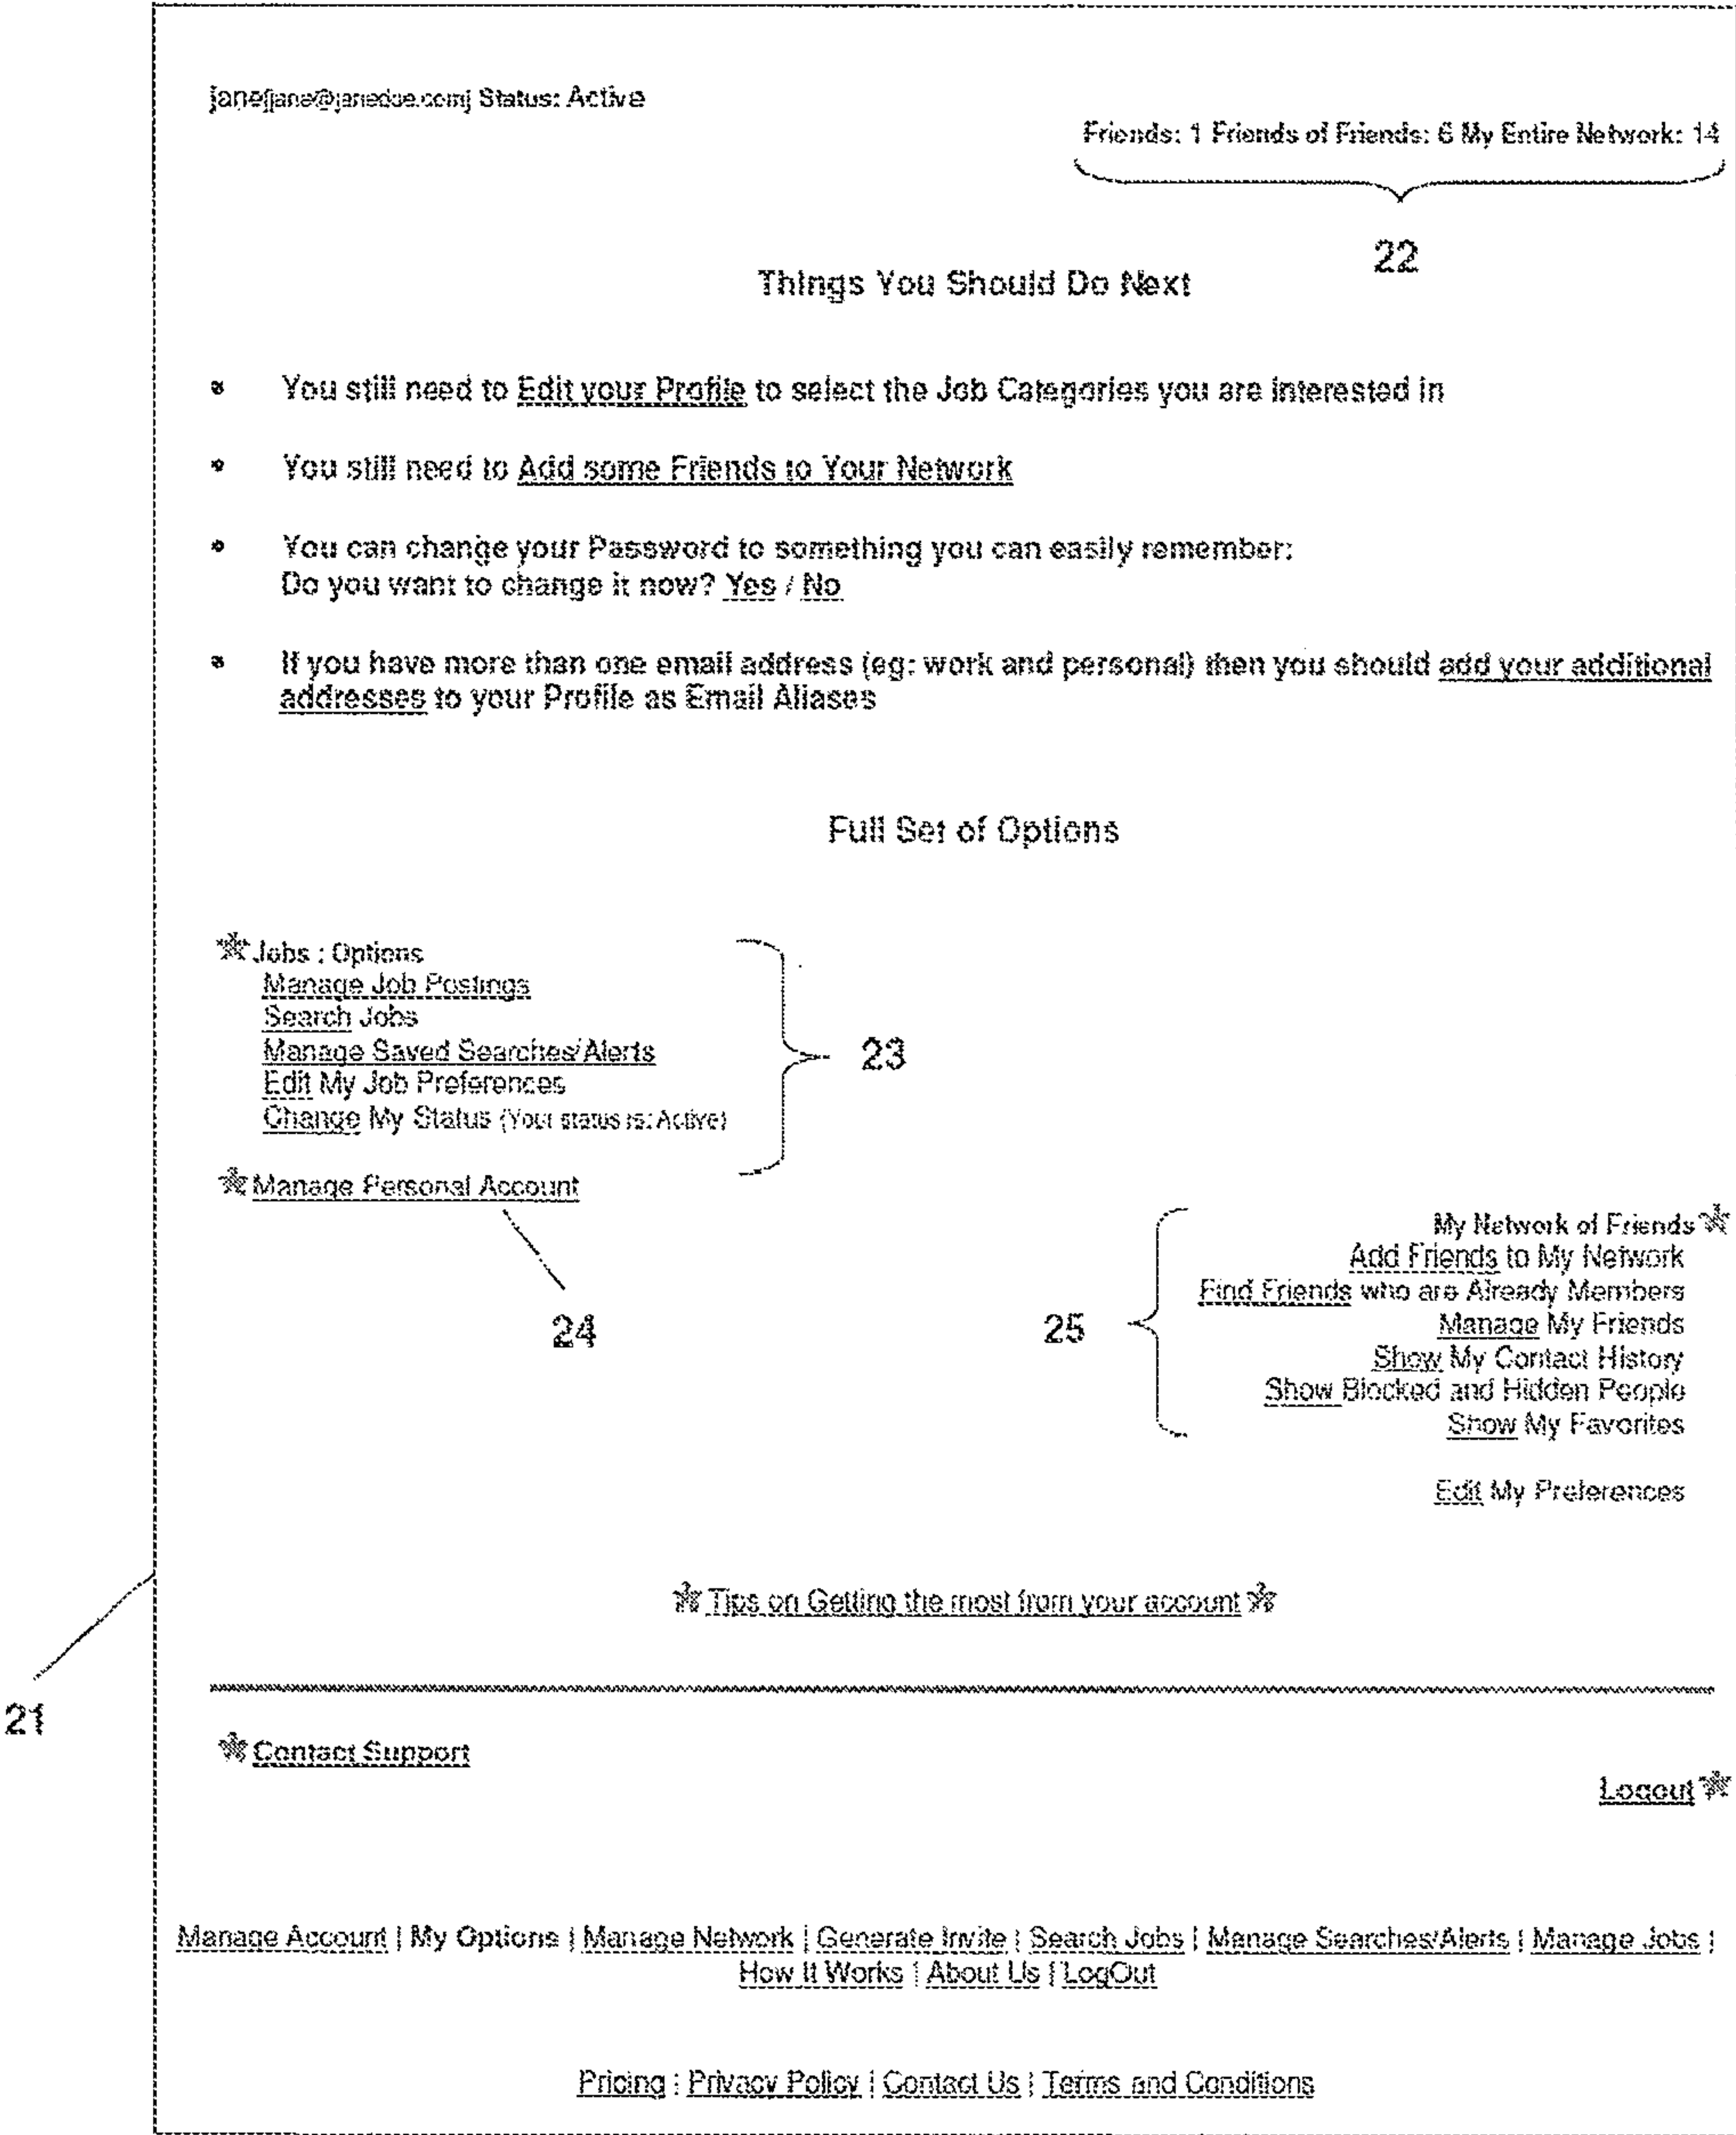 jane[jane@janedoe.com] Status: Active
Friends: 1 Friends of Friends: 6 My Entire Network: 14
22
Things You Should Do Next
• You still need to Edit your Profile to select the Job Categories you are interested in
• You still need to Add some Friends to Your Network
• You can change your Password to something you can easily remember:
Do you want to change it now? Yes / No
• If you have more than one email address (eg: work and personal) then you should add your additional
addresses to your Profile as Email Aliases
Full Set of Options
Jobs : Options
Manage Job Postings
Search Jobs
Manage Saved Searches/Alerts
Edit My Job Preferences
Change My Status (Your status is: Active)
23
Manage Personal Account
24
My Network of Friends
Add Friends to My Network
Find Friends who are Already Members
Manage My Friends
Show My Contact History
Show Blocked and Hidden People
Show My Favorites
25
Edit My Preferences
Tips on Getting the most from your account
21
Contact Support
Logout
Manage Account | My Options | Manage Network | Generate Invite | Search Jobs | Manage Searches/Alerts | Manage Jobs |
How It Works | About Us | LogOut
Pricing | Privacy Policy | Contact Us | Terms and Conditions